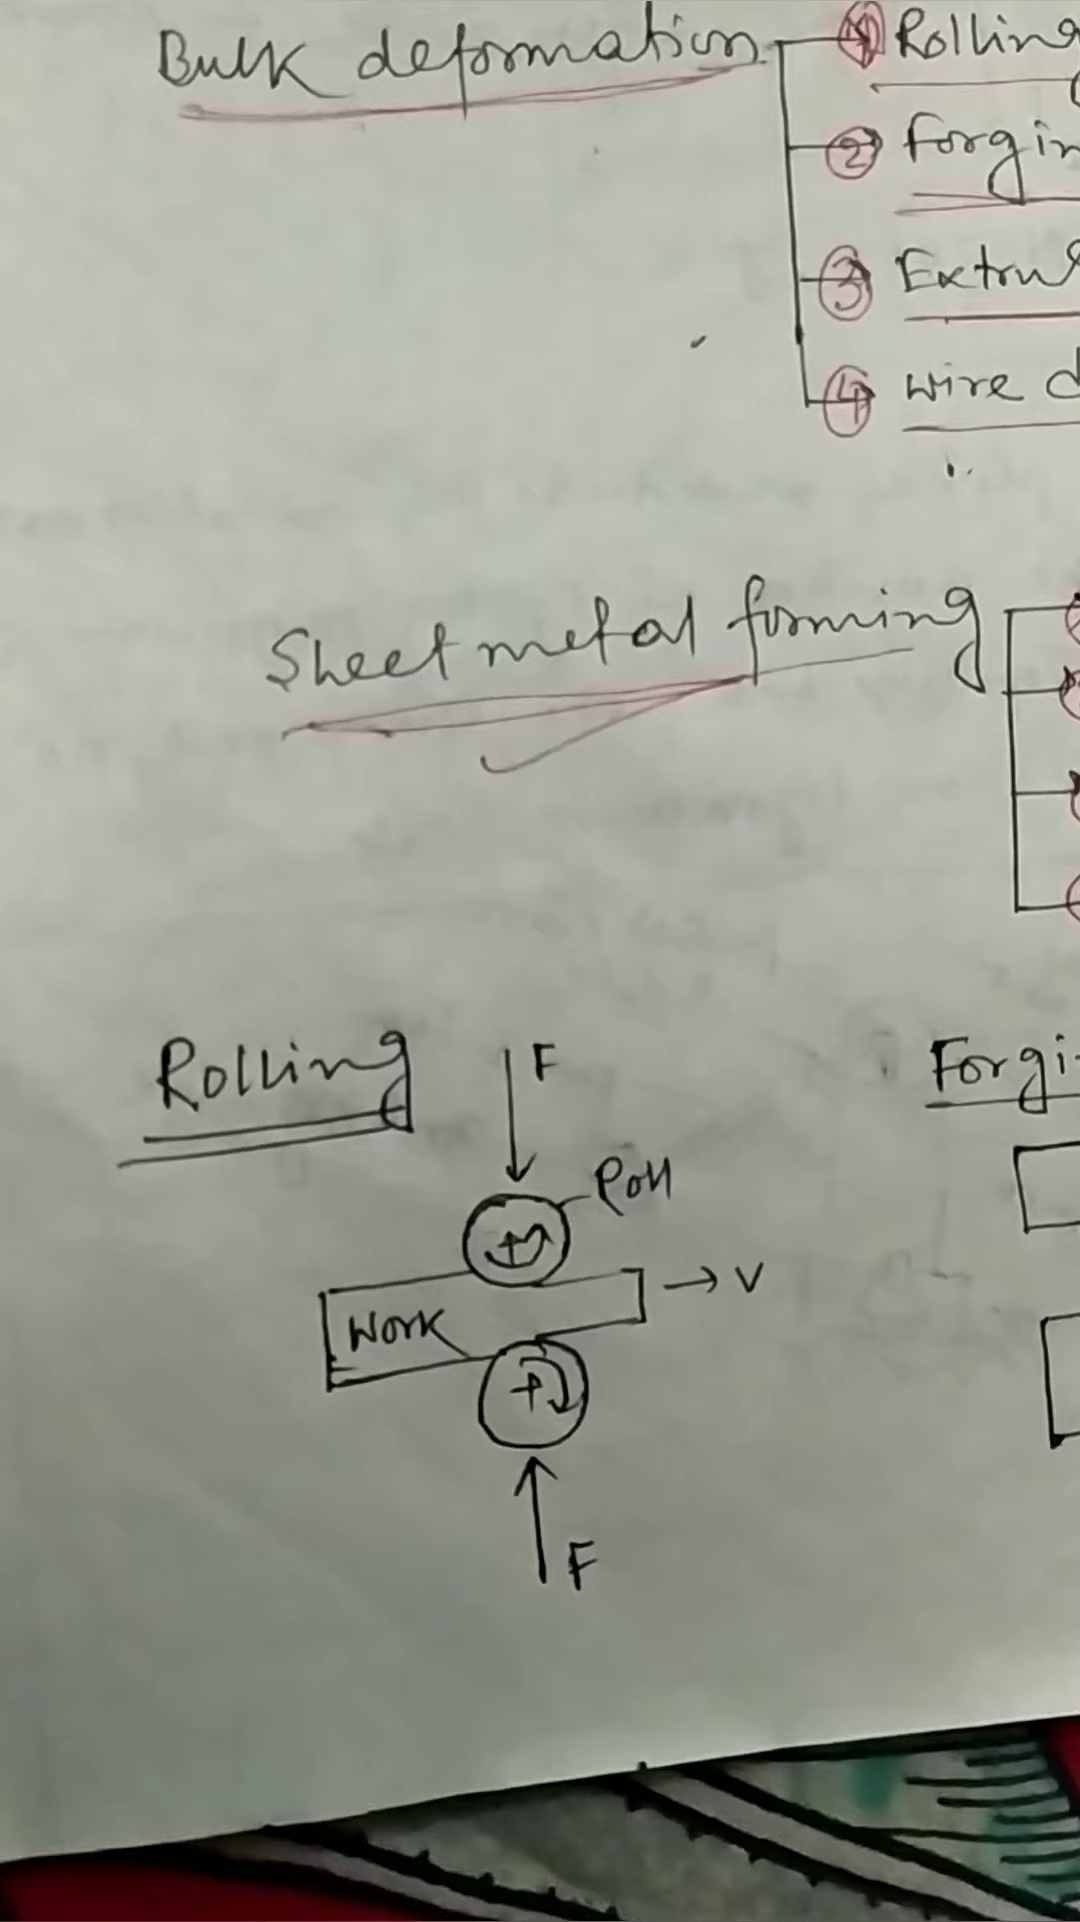 Bulk deformation
① Rolling
② Forgin
③ Extru
④ wire d
Sheet metal forming
Rolling
F
Roll
Work
→ V
F
Forgi